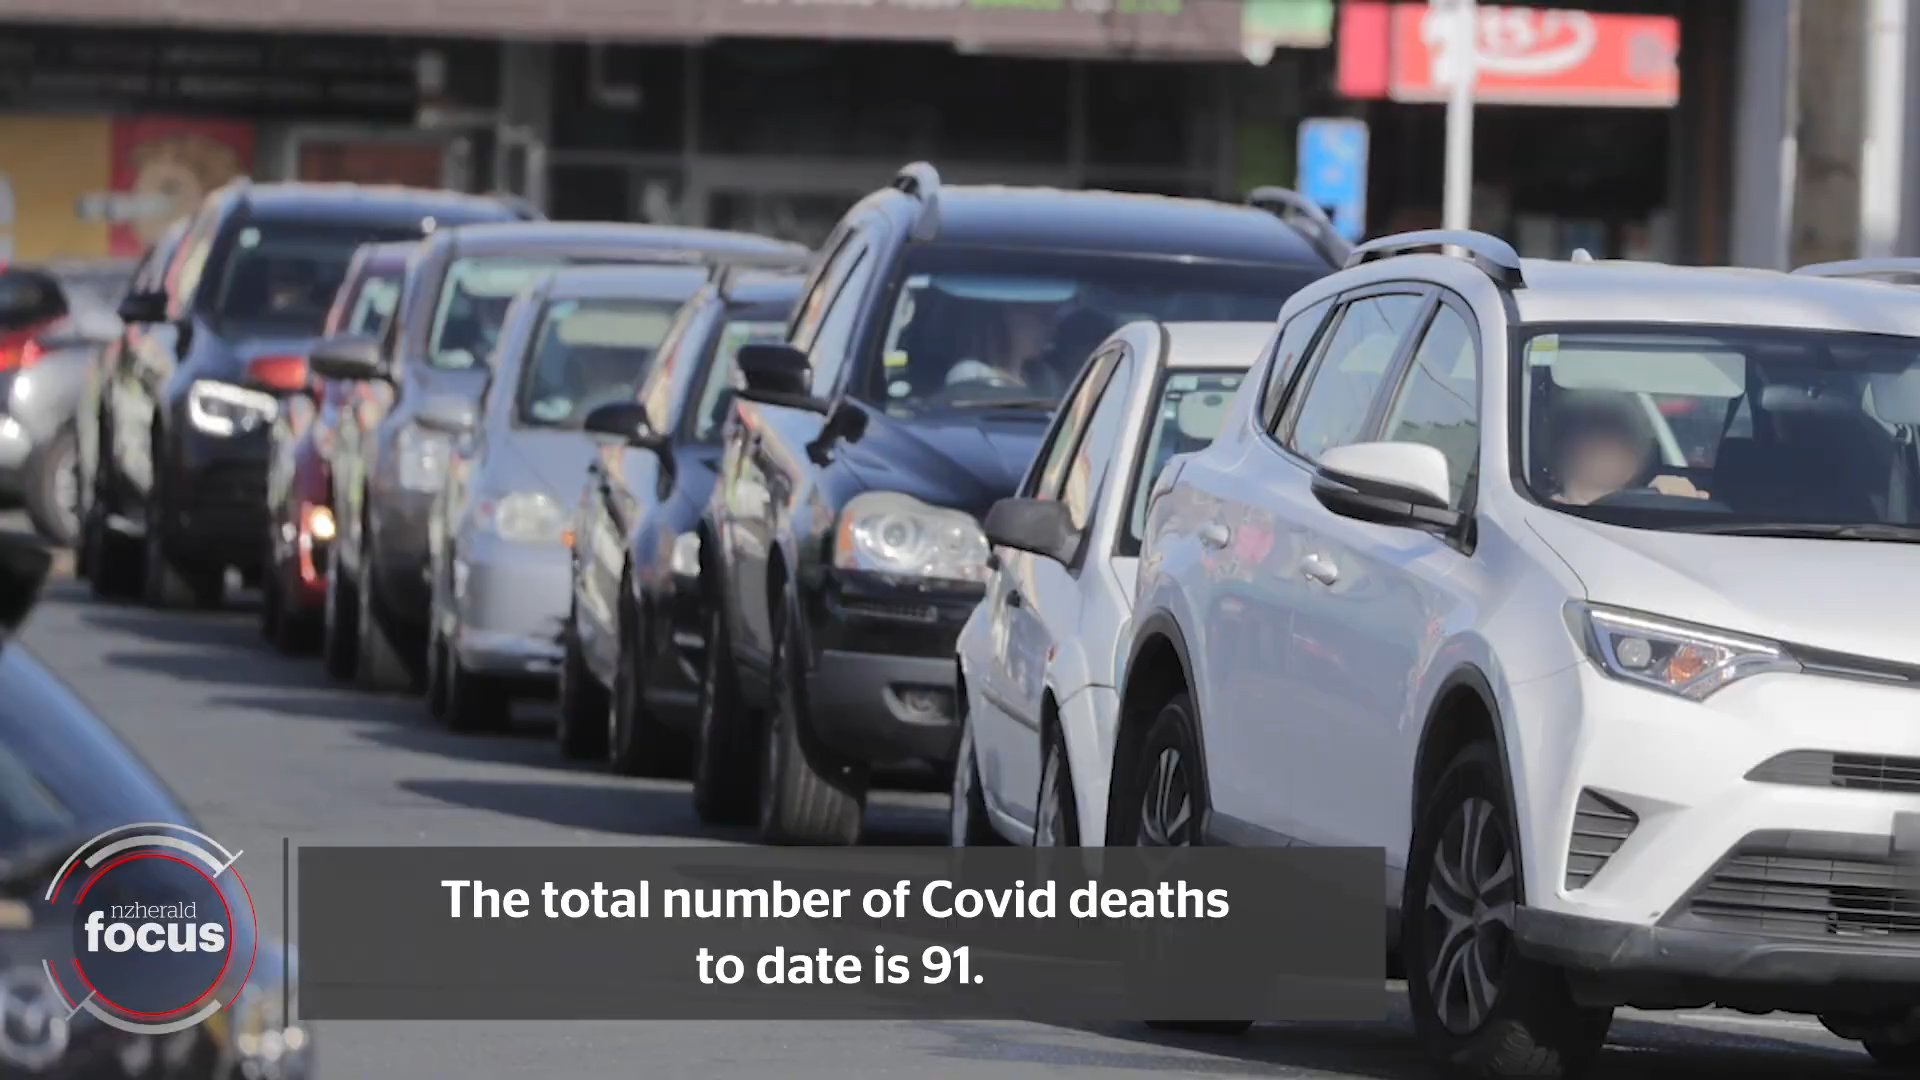 nzherald
focus
The total number of Covid deaths
to date is 91.